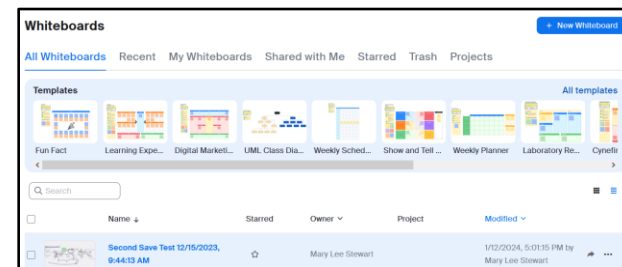 Whiteboards
+ New Whiteboard
All Whiteboards Recent My Whiteboards Shared with Me Starred Trash Projects
Templates All templates
Fun Fact Learning Expe... Digital Marketi... UML Class Dia... Weekly Sched... Show and Tell ... Weekly Planner Laboratory Re... Cynefin
Search
Name Starred Owner Project Modified
Second Save Test 12/15/2023, 9:44:13 AM
Mary Lee Stewart
1/12/2024, 5:01:15 PM by Mary Lee Stewart